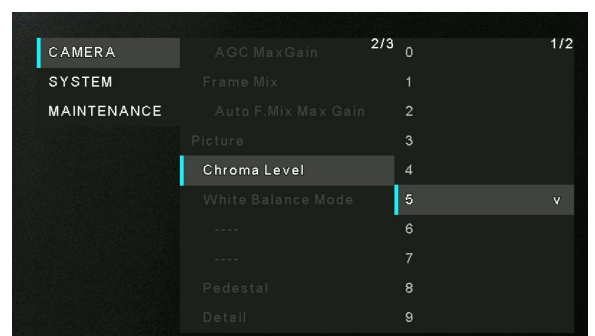 CAMERA
SYSTEM
MAINTENANCE
2/3
AGC MaxGain
Frame Mix
Auto F.Mix Max Gain
Picture
Chroma Level
White Balance Mode
----
----
Pedestal
Detail
1/2
0
1
2
3
4
5 v
6
7
8
9